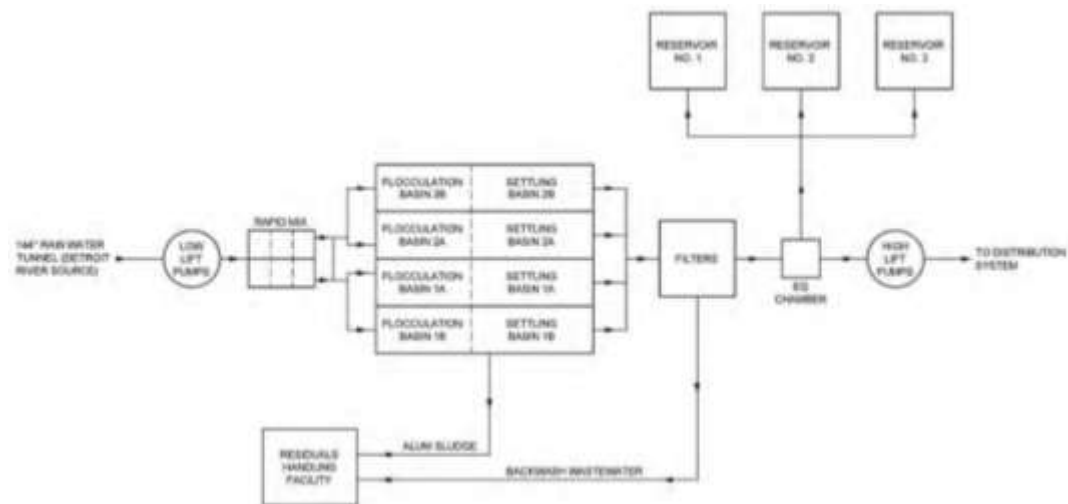 RESERVOIR
NO. 1
RESERVOIR
NO. 2
RESERVOIR
NO. 3
FLOCCULATION
BASIN 2B
SETTLING
BASIN 2B
RAPID MIX
FLOCCULATION
BASIN 2A
SETTLING
BASIN 2A
144" RAW WATER
TUNNEL (DETROIT
RIVER SOURCE)
LOW
LIFT
PUMPS
FILTERS
HIGH
LIFT
PUMPS
TO DISTRIBUTION
SYSTEM
FLOCCULATION
BASIN 1A
SETTLING
BASIN 1A
EQ
CHAMBER
FLOCCULATION
BASIN 1B
SETTLING
BASIN 1B
RESIDUALS
HANDLING
FACILITY
ALUM SLUDGE
BACKWASH WASTEWATER